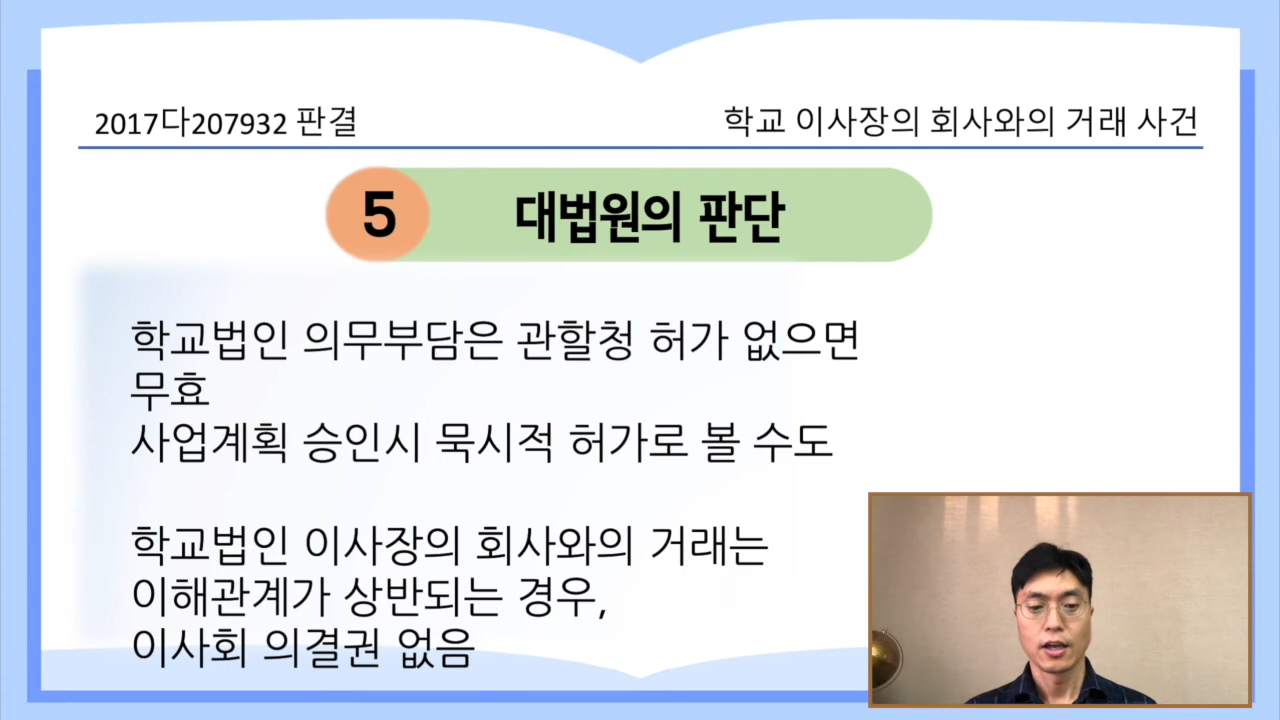 2017다207932 판결
학교 이사장의 회사와의 거래 사건
5
대법원의 판단
학교법인 의무부담은 관할청 허가 없으면
무효
사업계획 승인시 묵시적 허가로 볼 수도
학교법인 이사장의 회사와의 거래는
이해관계가 상반되는 경우,
이사회 의결권 없음